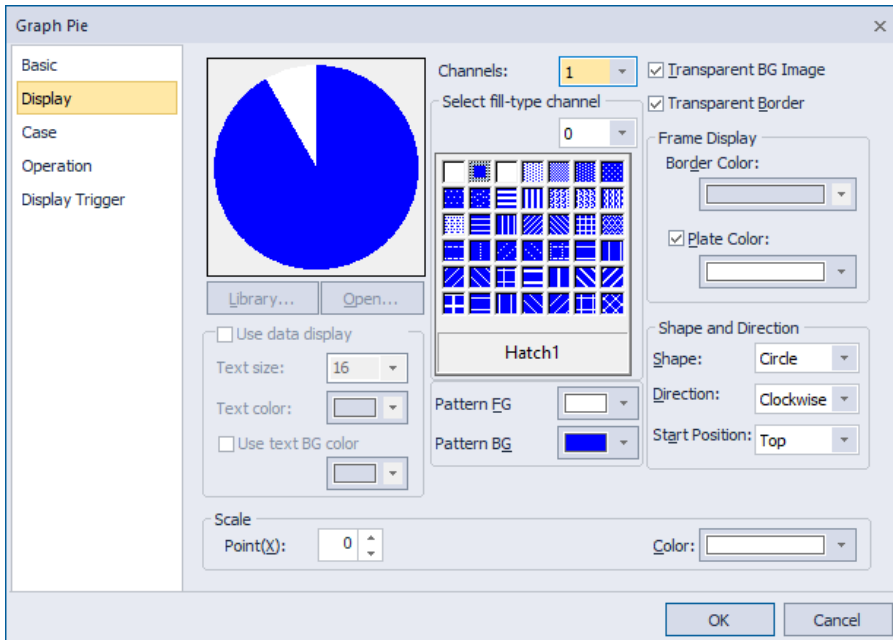 Graph Pie
Basic
Display
Case
Operation
Display Trigger
Library...
Open...
Use data display
Text size:
16
Text color:
Use text BG color
Channels:
1
Select fill-type channel
0
Hatch1
Pattern FG
Pattern BG
Transparent BG Image
Transparent Border
Frame Display
Border Color:
Plate Color:
Shape and Direction
Shape:
Circle
Direction:
Clockwise
Start Position:
Top
Scale
Point(X):
0
Color:
OK
Cancel